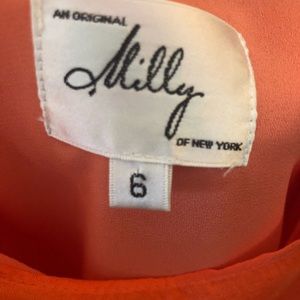 AN ORIGINAL
Milly
OF NEW YORK
6